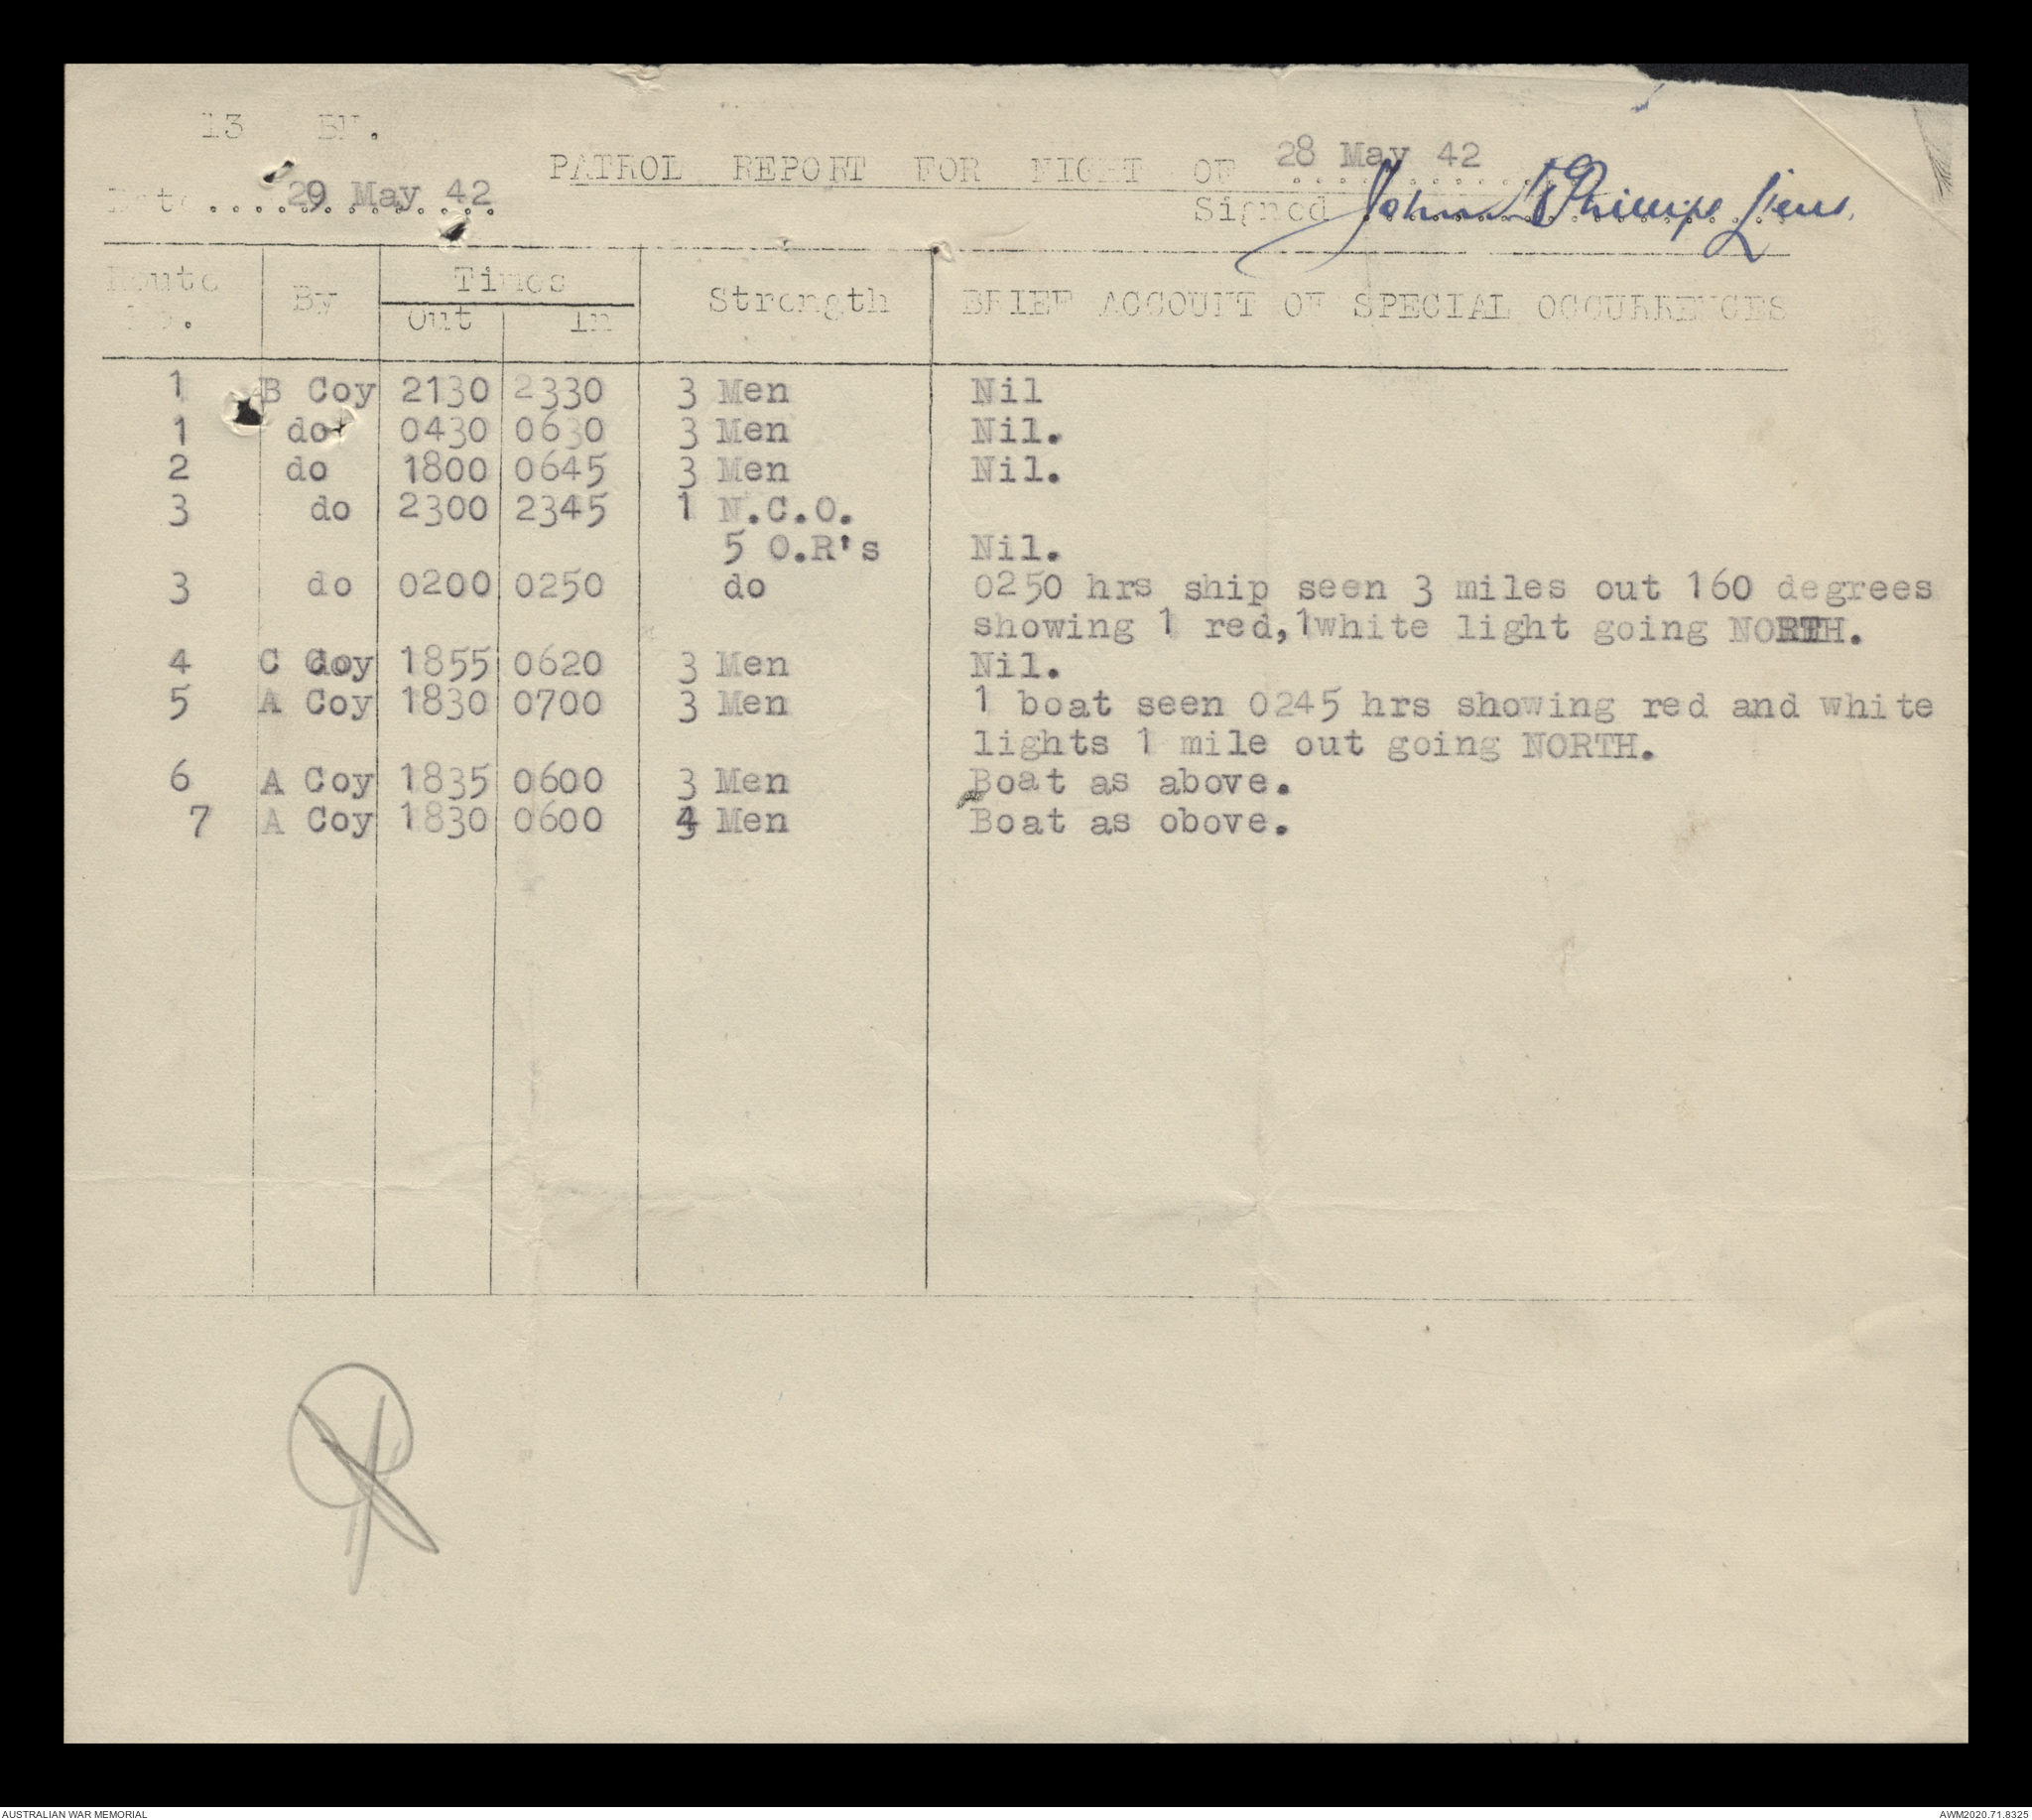 13 BN.
PATROL REPORT FOR NIGHT OF 28 May 42
Date 29 May 42
Signed John Phillips Lieut.
Route No. By Times Strength BRIEF ACCOUNT OF SPECIAL OCCURRENCES
Out In
1 B Coy 2130 2330 3 Men Nil
1 do 0430 0630 3 Men Nil.
2 do 1800 0645 3 Men Nil.
3 do 2300 2345 1 N.C.O.
5 O.R's Nil.
3 do 0200 0250 do 0250 hrs ship seen 3 miles out 160 degrees
showing 1 red,1white light going NORTH.
4 C Coy 1855 0620 3 Men Nil.
5 A Coy 1830 0700 3 Men 1 boat seen 0245 hrs showing red and white
lights 1 mile out going NORTH.
6 A Coy 1835 0600 3 Men Boat as above.
7 A Coy 1830 0600 4 Men Boat as obove.
AUSTRALIAN WAR MEMORIAL AWM2020.71.8325